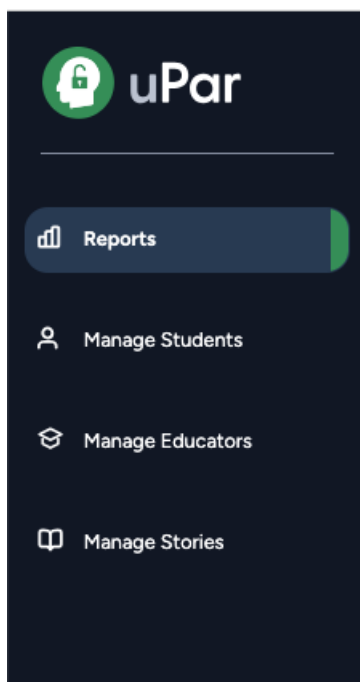 uPar
Reports
Manage Students
Manage Educators
Manage Stories